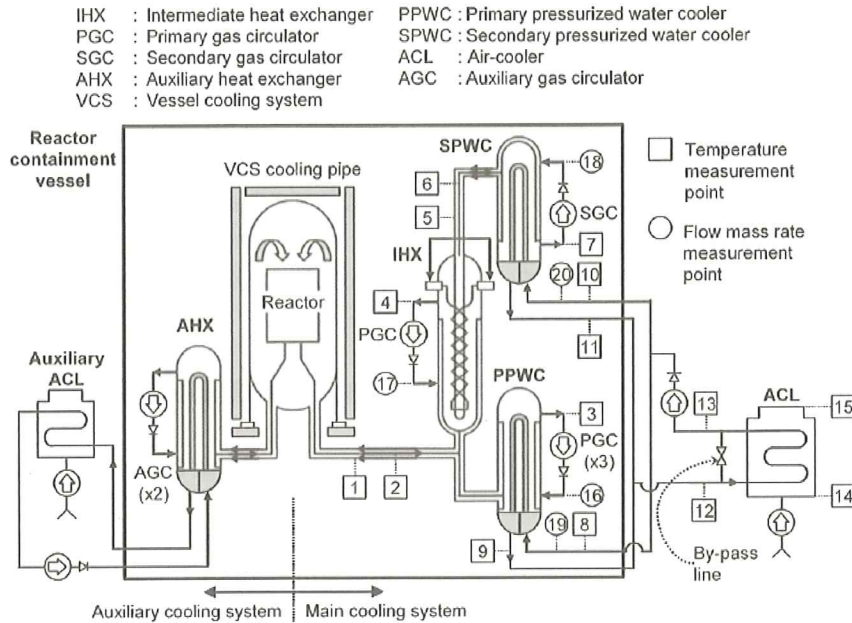 IHX : Intermediate heat exchanger
PGC : Primary gas circulator
SGC : Secondary gas circulator
AHX : Auxiliary heat exchanger
VCS : Vessel cooling system
PPWC : Primary pressurized water cooler
SPWC : Secondary pressurized water cooler
ACL : Air-cooler
AGC : Auxiliary gas circulator
Reactor
containment
vessel
VCS cooling pipe
SPWC
18
Temperature
measurement
point
6
5
SGC
7
Flow mass rate
measurement
point
IHX
Reactor
4
20
10
AHX
PGC
11
Auxiliary
ACL
17
PPWC
3
13
ACL
15
AGC
(x2)
PGC
(x3)
1
2
16
12
14
9
19
8
By-pass
line
Auxiliary cooling system
Main cooling system